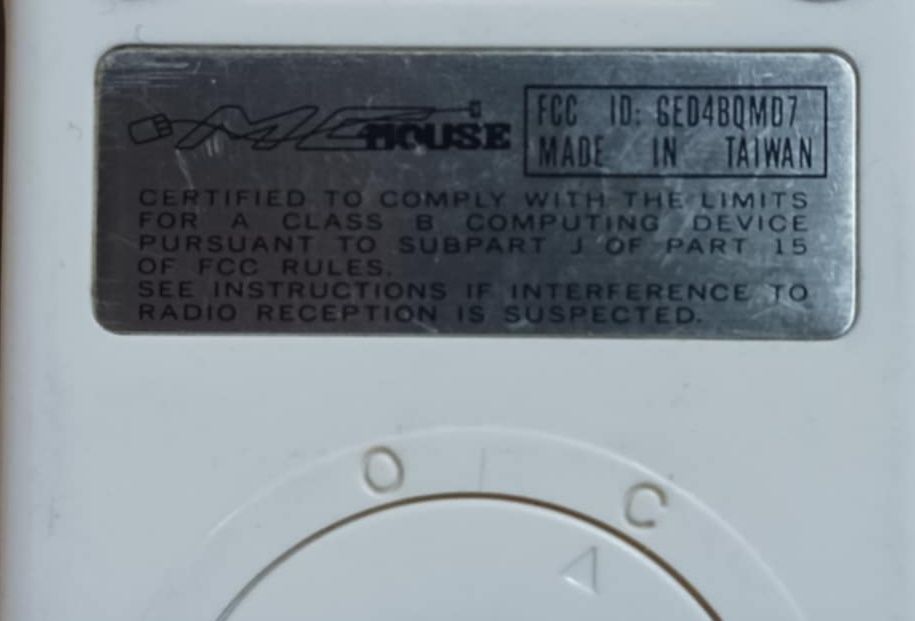 MOUSE
FCC ID: GED4BQMD7
MADE IN TAIWAN
CERTIFIED TO COMPLY WITH THE LIMITS
FOR A CLASS B COMPUTING DEVICE
PURSUANT TO SUBPART J OF PART 15
OF FCC RULES.
SEE INSTRUCTIONS IF INTERFERENCE TO
RADIO RECEPTION IS SUSPECTED.
O
C